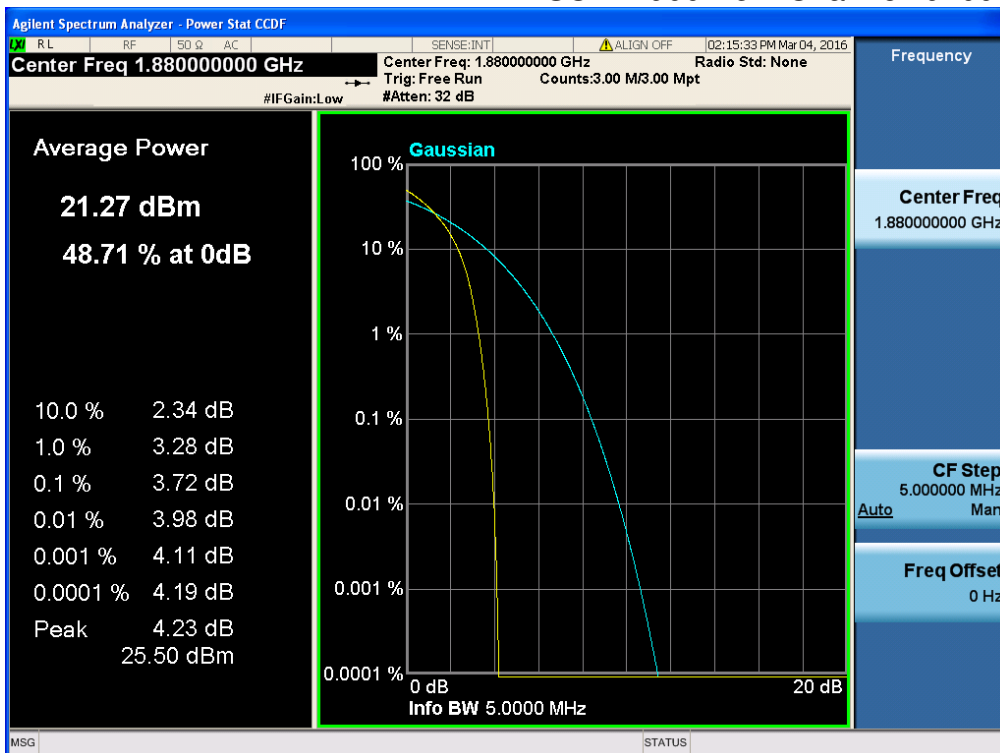 Agilent Spectrum Analyzer - Power Stat CCDF
LXI RL RF 50 Ω AC SENSE:INT ALIGN OFF 02:15:33 PM Mar 04, 2016
Center Freq 1.880000000 GHz
Center Freq: 1.880000000 GHz Radio Std: None
Trig: Free Run Counts:3.00 M/3.00 Mpt
#IFGain:Low #Atten: 32 dB
Frequency
Average Power
21.27 dBm
48.71 % at 0dB
10.0 % 2.34 dB
1.0 % 3.28 dB
0.1 % 3.72 dB
0.01 % 3.98 dB
0.001 % 4.11 dB
0.0001 % 4.19 dB
Peak 4.23 dB
25.50 dBm
Gaussian
100 %
10 %
1 %
0.1 %
0.01 %
0.001 %
0.0001 %
0 dB 20 dB
Info BW 5.0000 MHz
Center Freq
1.880000000 GHz
CF Step
5.000000 MHz
Auto Man
Freq Offset
0 Hz
MSG STATUS